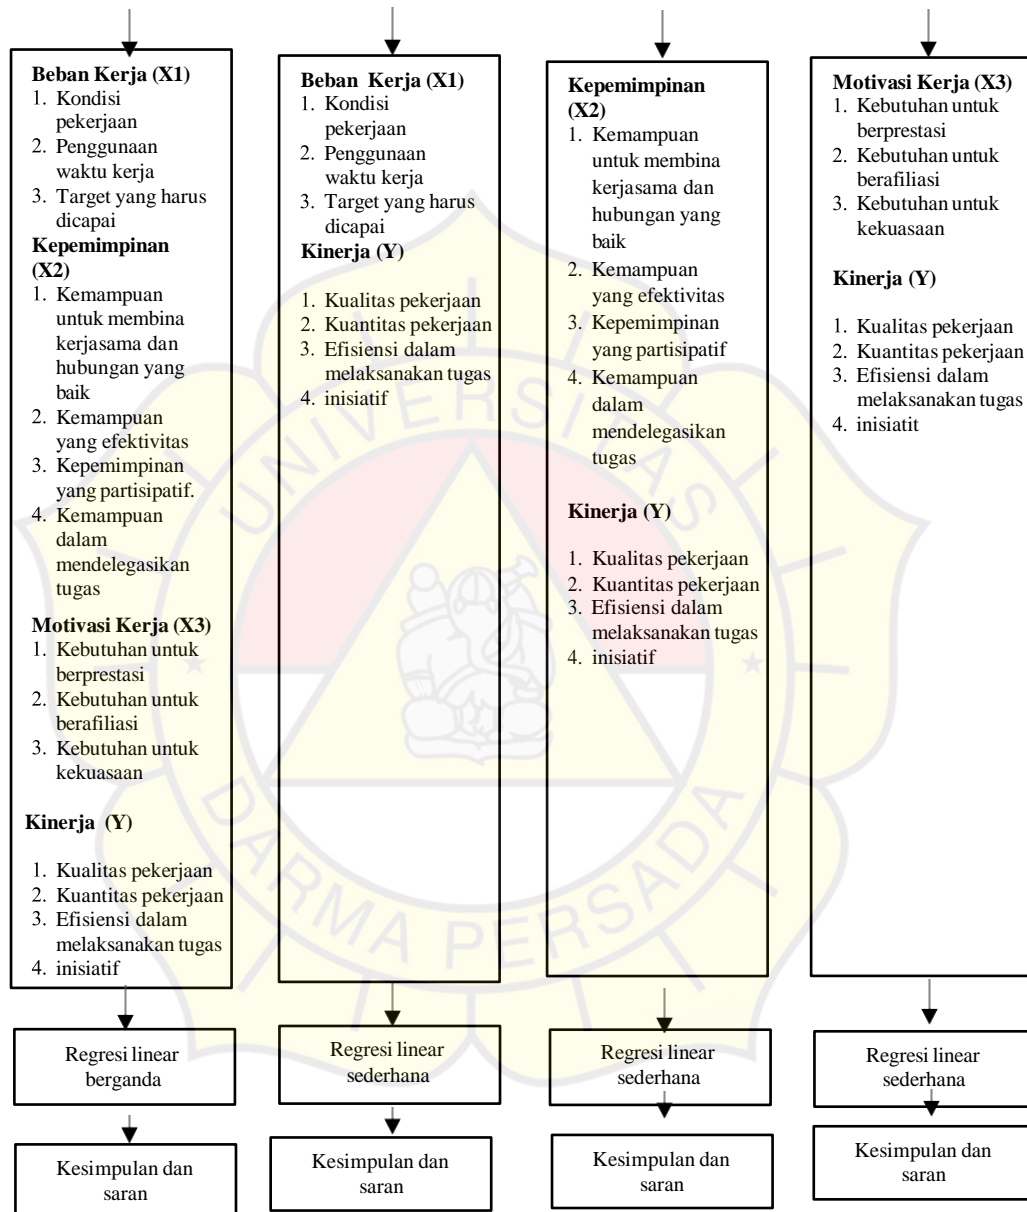 Beban Kerja (X1)
1. Kondisi
pekerjaan
2. Penggunaan
waktu kerja
3. Target yang harus
dicapai
Kepemimpinan
(X2)
1. Kemampuan
untuk membina
kerjasama dan
hubungan yang
baik
2. Kemampuan
yang efektivitas
3. Kepemimpinan
yang partisipatif.
4. Kemampuan
dalam
mendelegasikan
tugas
Motivasi Kerja (X3)
1. Kebutuhan untuk
berprestasi
2. Kebutuhan untuk
berafiliasi
3. Kebutuhan untuk
kekuasaan
Kinerja (Y)
1. Kualitas pekerjaan
2. Kuantitas pekerjaan
3. Efisiensi dalam
melaksanakan tugas
4. inisiatif
Regresi linear
berganda
Kesimpulan dan
saran
Beban Kerja (X1)
1. Kondisi
pekerjaan
2. Penggunaan
waktu kerja
3. Target yang harus
dicapai
Kinerja (Y)
1. Kualitas pekerjaan
2. Kuantitas pekerjaan
3. Efisiensi dalam
melaksanakan tugas
4. inisiatif
Regresi linear
sederhana
Kesimpulan dan
saran
Kepemimpinan
(X2)
1. Kemampuan
untuk membina
kerjasama dan
hubungan yang
baik
2. Kemampuan
yang efektivitas
3. Kepemimpinan
yang partisipatif
4. Kemampuan
dalam
mendelegasikan
tugas
Kinerja (Y)
1. Kualitas pekerjaan
2. Kuantitas pekerjaan
3. Efisiensi dalam
melaksanakan tugas
4. inisiatif
Regresi linear
sederhana
Kesimpulan dan
saran
Motivasi Kerja (X3)
1. Kebutuhan untuk
berprestasi
2. Kebutuhan untuk
berafiliasi
3. Kebutuhan untuk
kekuasaan
Kinerja (Y)
1. Kualitas pekerjaan
2. Kuantitas pekerjaan
3. Efisiensi dalam
melaksanakan tugas
4. inisiatit
Regresi linear
sederhana
Kesimpulan dan
saran
UNIVERSITAS
DARMA PERSADA